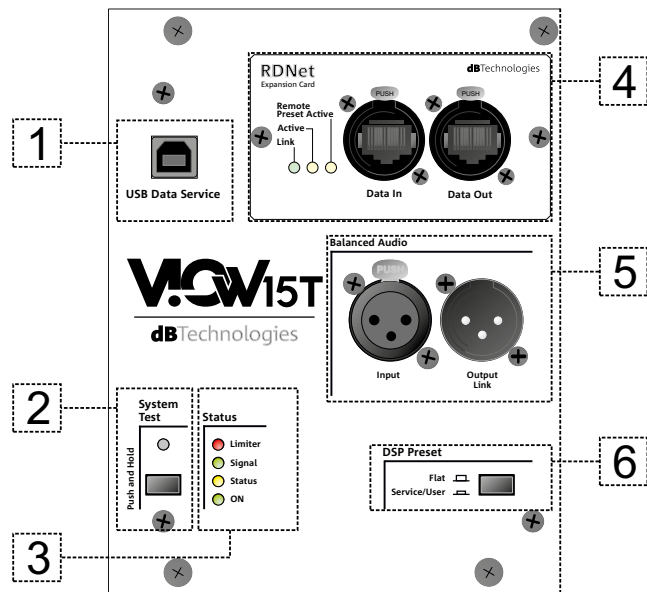 RDNet
Expansion Card
dBTechnologies
PUSH
PUSH
Remote
Preset Active
Active
Link
Data In
Data Out
4
1
USB Data Service
Balanced Audio
PUSH
5
VIOW15T
dBTechnologies
Input
Output
Link
2
System
Test
Push and Hold
Status
Limiter
Signal
Status
ON
3
DSP Preset
Flat
Service/User
6